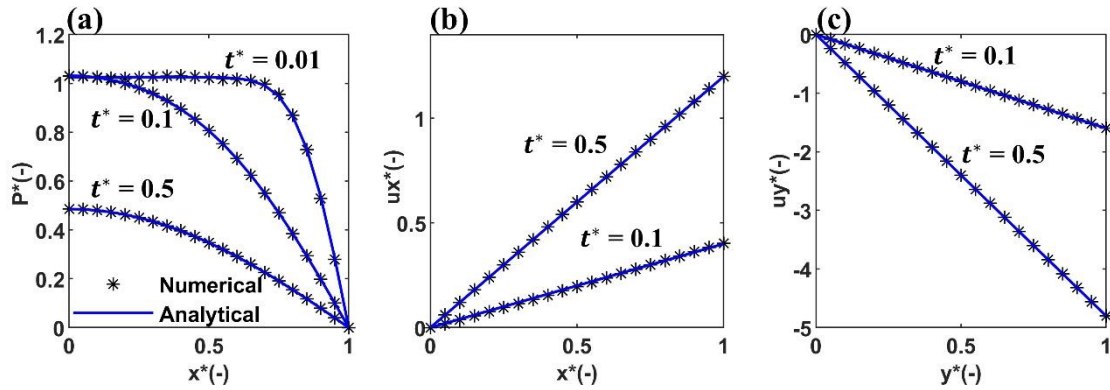 (a)
1.2
1
0.8
0.6
0.4
0.2
0
P*(-)
t* = 0.01
t* = 0.1
t* = 0.5
Numerical
Analytical
0 0.5 1
x*(-)
(b)
1
0.5
0
ux*(-)
t* = 0.5
t* = 0.1
0 0.5 1
x*(-)
(c)
0
-1
-2
-3
-4
-5
uy*(-)
t* = 0.1
t* = 0.5
0 0.5 1
y*(-)